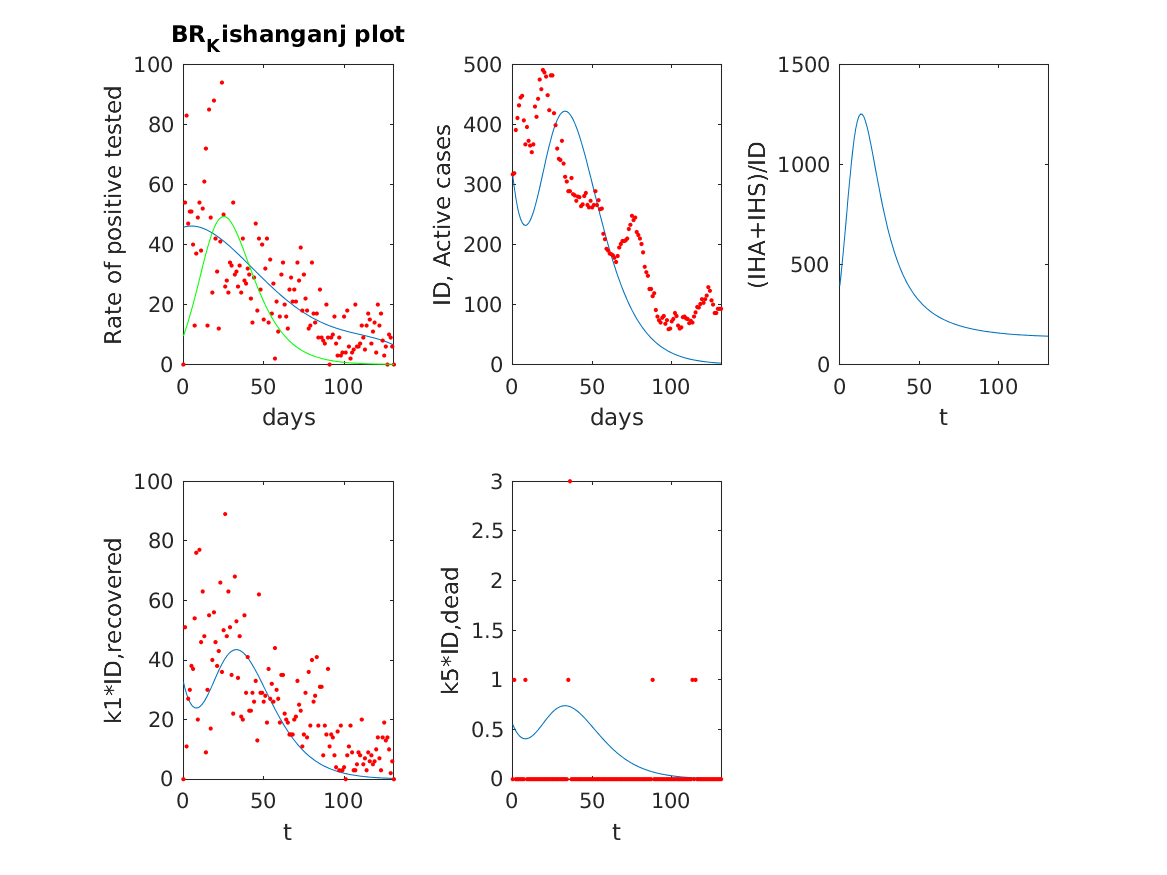 BR_Kishanganj plot
100
80
60
40
20
0
0 50 100
days
Rate of positive tested
500
400
300
200
100
0
0 50 100
days
ID, Active cases
1500
1000
500
0
0 50 100
t
(IHA+IHS)/ID
100
80
60
40
20
0
0 50 100
t
k1*ID,recovered
3
2.5
2
1.5
1
0.5
0
0 50 100
t
k5*ID,dead